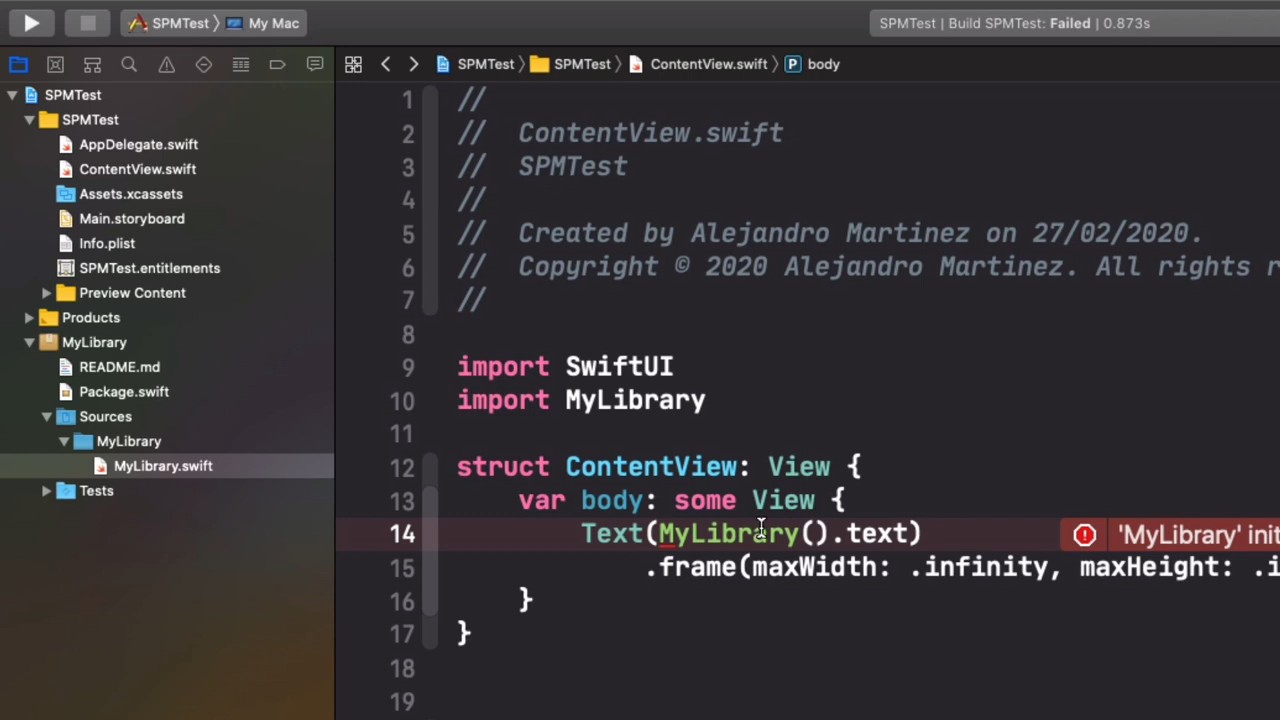 SPMTest 〉 My Mac
SPMTest | Build SPMTest: Failed | 0.873s
SPMTest 〉 SPMTest 〉 ContentView.swift 〉 P body
SPMTest
SPMTest
AppDelegate.swift
ContentView.swift
Assets.xcassets
Main.storyboard
Info.plist
SPMTest.entitlements
Preview Content
Products
MyLibrary
README.md
Package.swift
Sources
MyLibrary
MyLibrary.swift
Tests
1 //
2 //  ContentView.swift
3 //  SPMTest
4 //
5 //  Created by Alejandro Martinez on 27/02/2020.
6 //  Copyright © 2020 Alejandro Martinez. All rights r
7 //
8
9 import SwiftUI
10 import MyLibrary
11
12 struct ContentView: View {
13     var body: some View {
14         Text(MyLibrary().text) 'MyLibrary' init
15             .frame(maxWidth: .infinity, maxHeight: .i
16     }
17 }
18
19